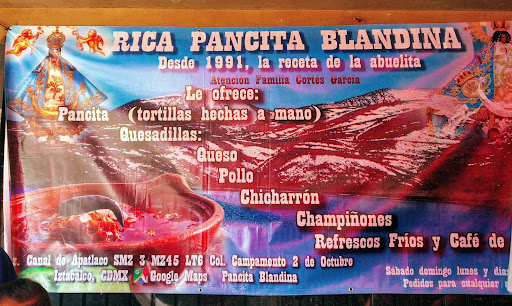 RICA PANCITA BLANDINA
Desde 1991, la receta de la abuelita
Atencion Familia Cortes Garcia
Le ofrece:
Pancita (tortillas hechas a mano)
Quesadillas:
Queso
Pollo
Chicharrón
Champiñones
Refrescos Fríos y Café de
Canal de Apatlaco SMZ 3 MZ45 LT6 Col. Campamento 2 de Octubre
Iztacalco, CDMX Google Maps Pancita Blandina
Sábado domingo lunes y
Pedidos para cualquier